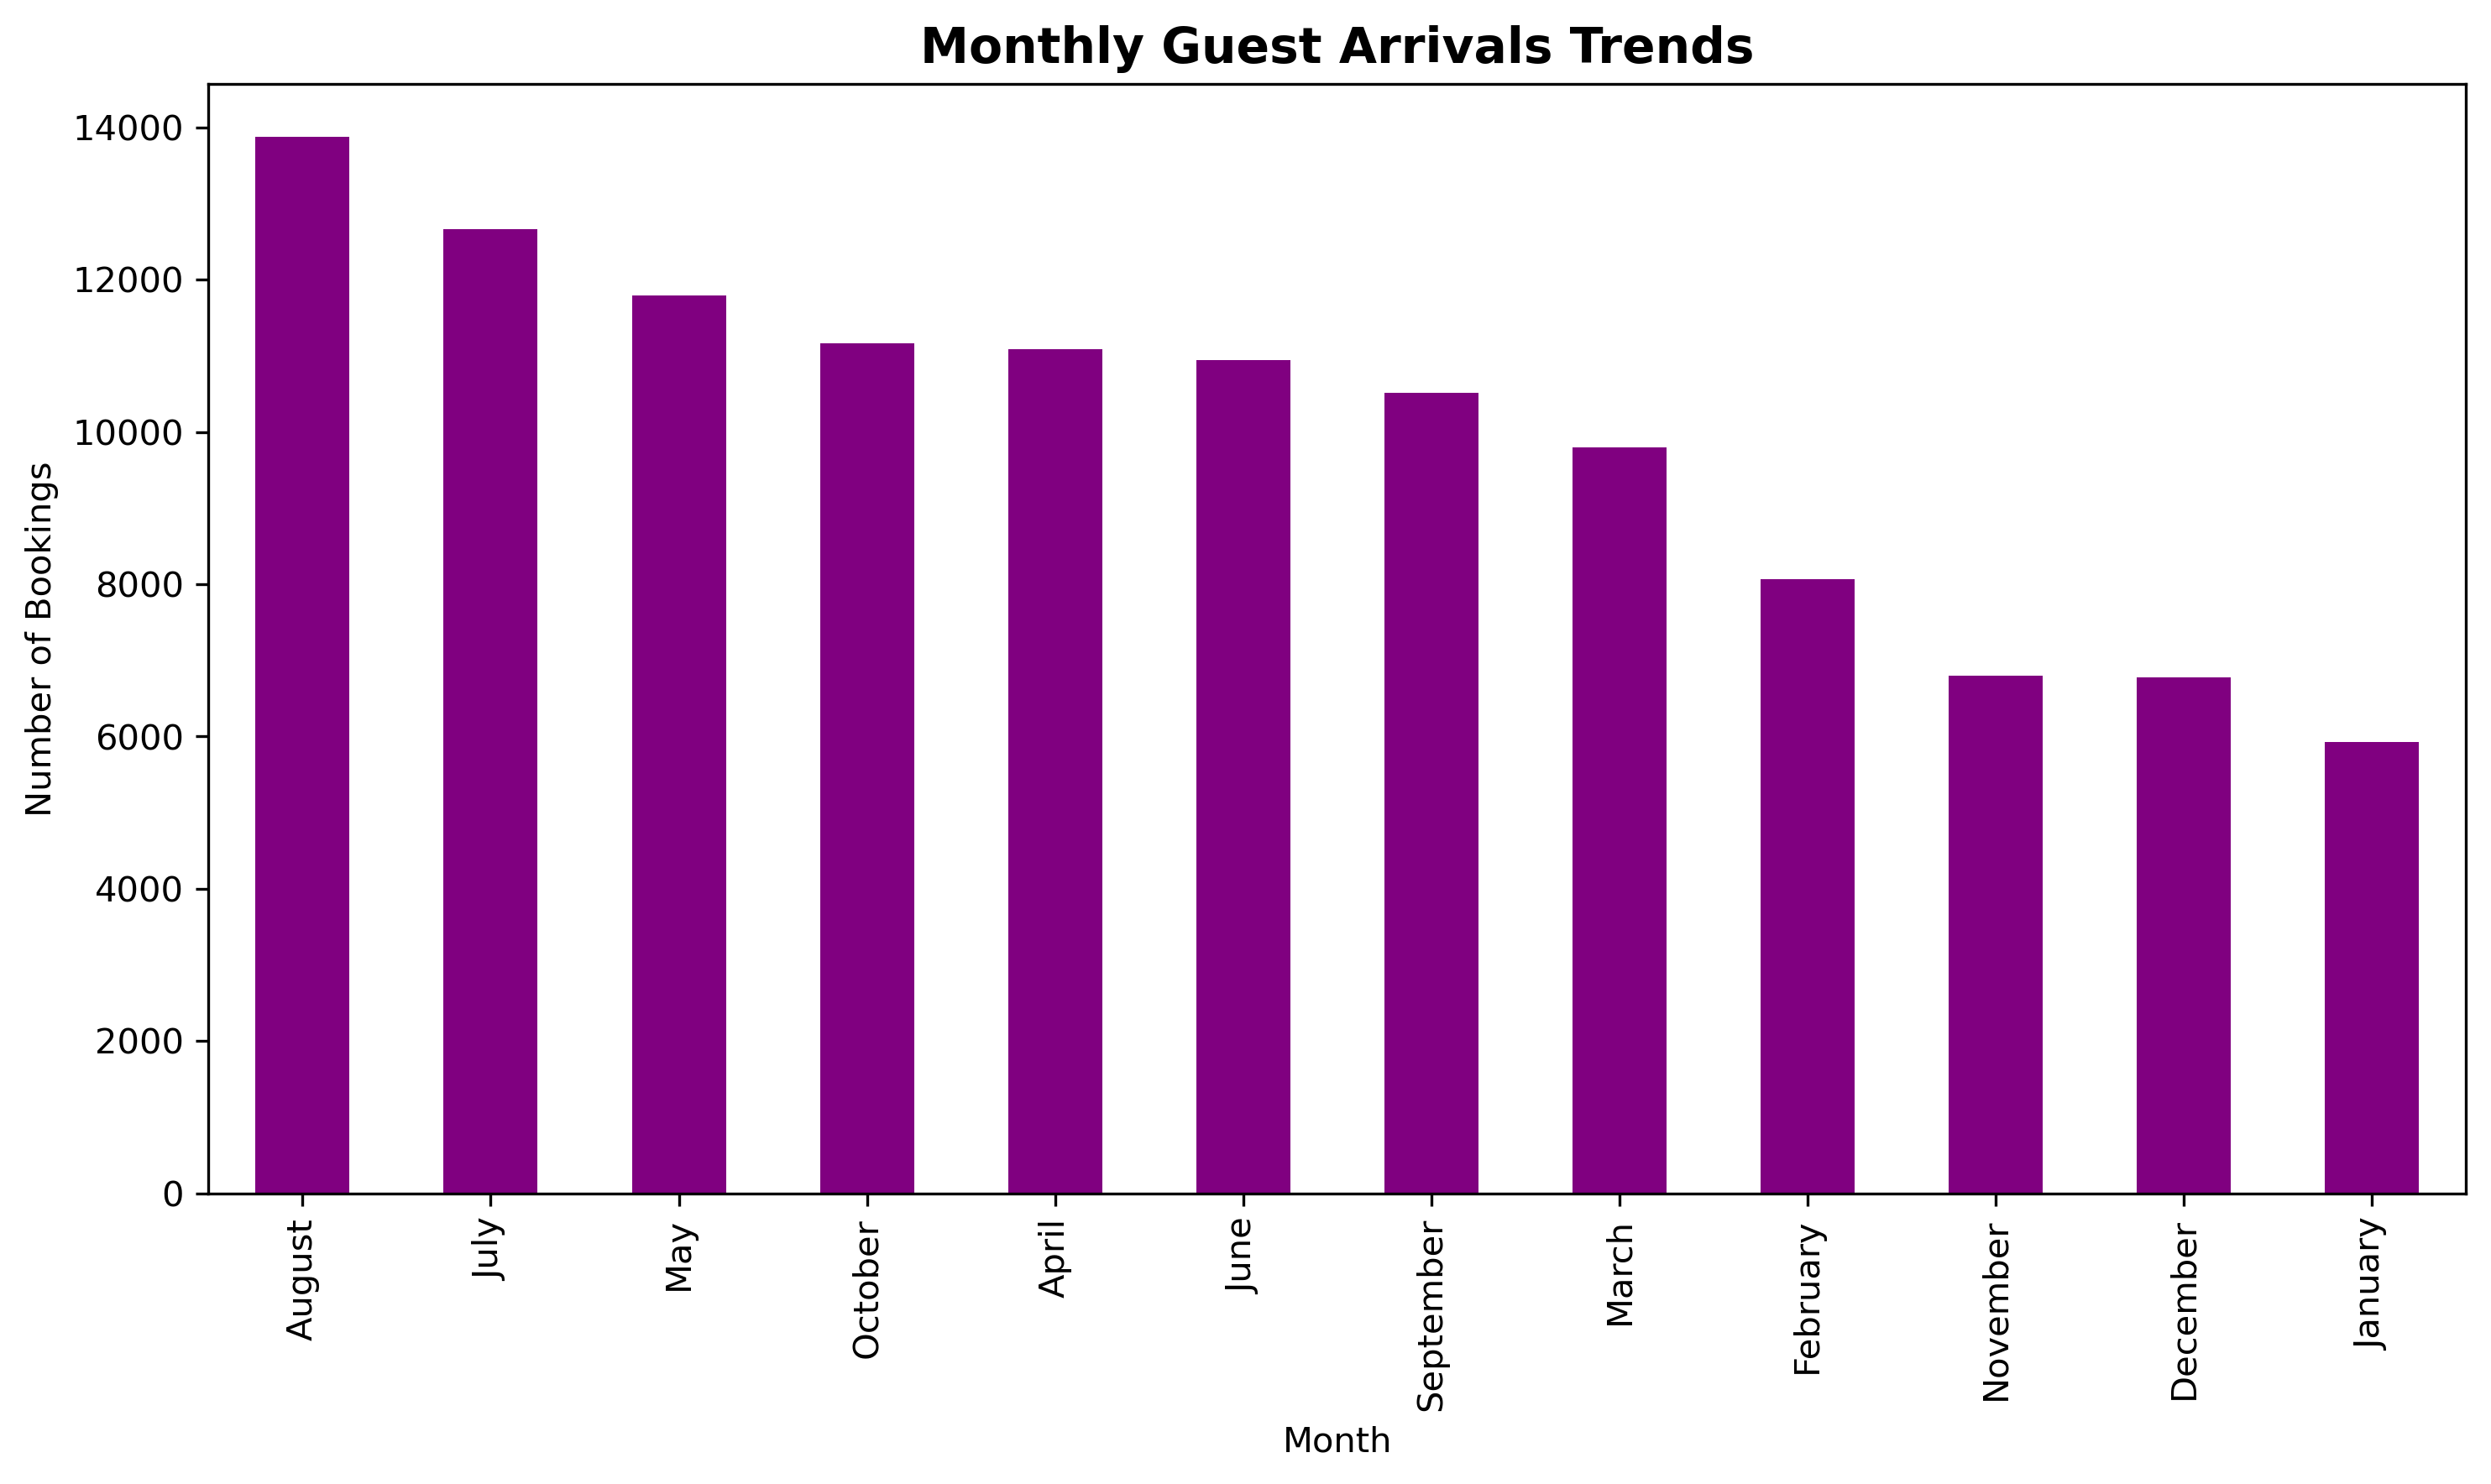 Monthly Guest Arrivals Trends
Number of Bookings
14000
12000
10000
8000
6000
4000
2000
0
August
July
May
October
April
June
September
March
February
November
December
January
Month